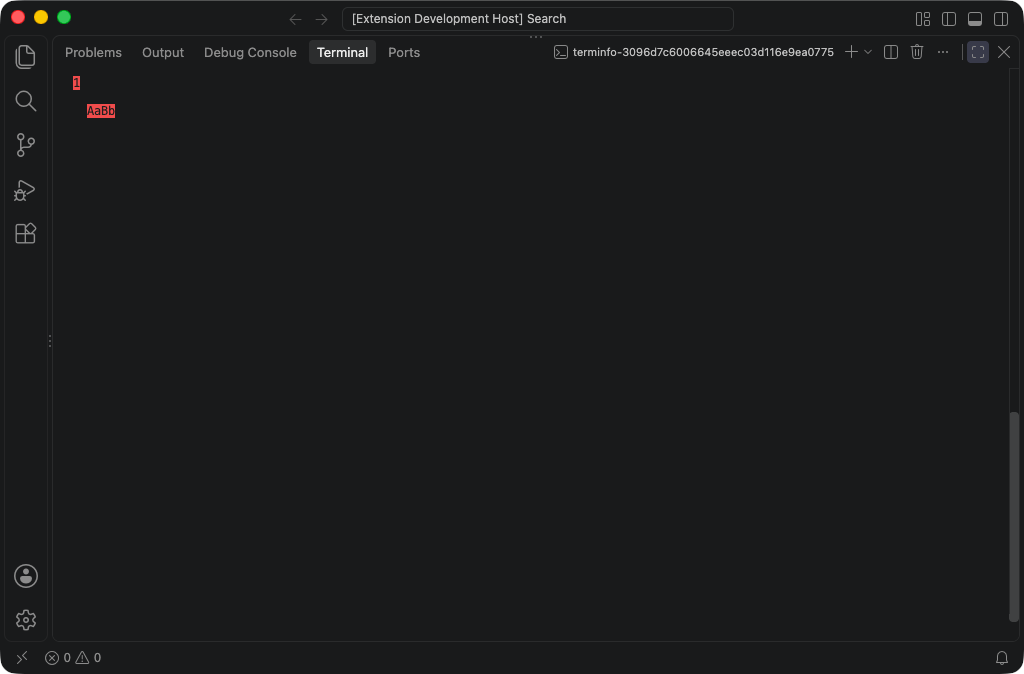 [Extension Development Host] Search
Problems Output Debug Console Terminal Ports terminfo-3096d7c6006645eeec03d116e9ea0775
1
AaBb
0 0